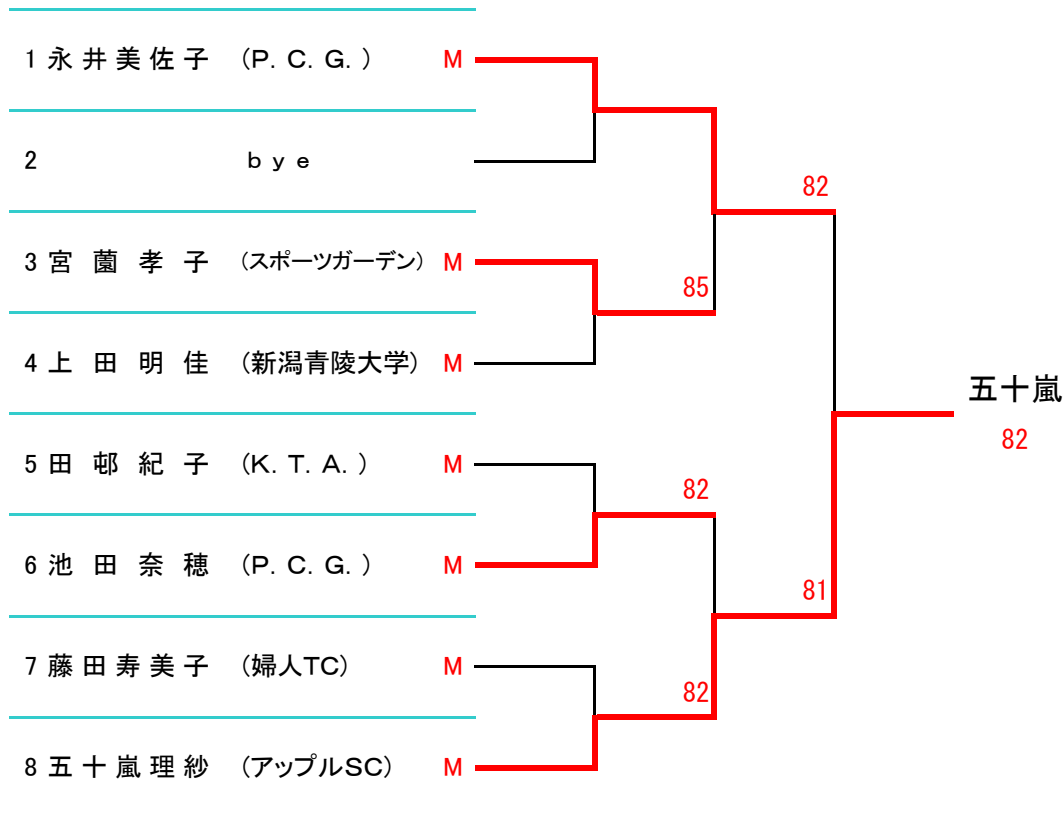 1 永井美佐子 （P．C．G．） M
2 ｂｙｅ
82
3 宮薗孝子 （スポーツガーデン） M
85
4 上田明佳 （新潟青陵大学） M
五十嵐
82
5 田邨紀子 （K．T．A．） M
82
6 池田奈穂 （P．C．G．） M
81
7 藤田寿美子 （婦人TC） M
82
8 五十嵐理紗 （アップルSC） M